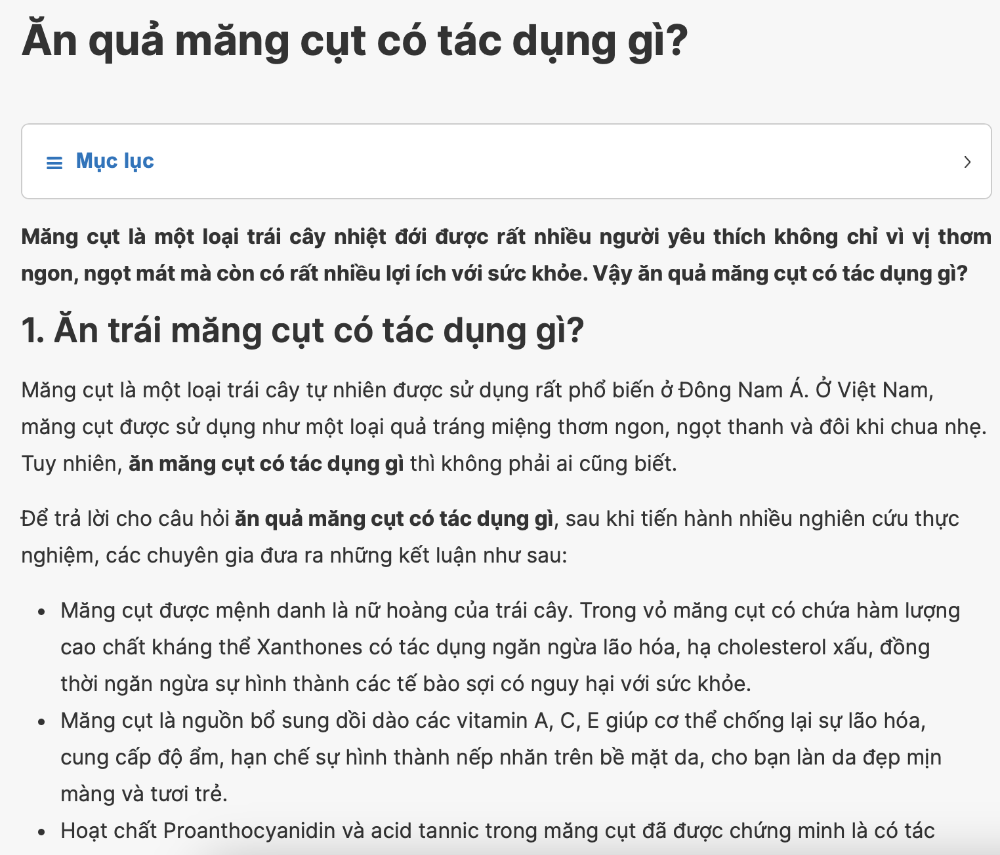 Ăn quả măng cụt có tác dụng gì?
Mục lục
Măng cụt là một loại trái cây nhiệt đới được rất nhiều người yêu thích không chỉ vì vị thơm
ngon, ngọt mát mà còn có rất nhiều lợi ích với sức khỏe. Vậy ăn quả măng cụt có tác dụng gì?
1. Ăn trái măng cụt có tác dụng gì?
Măng cụt là một loại trái cây tự nhiên được sử dụng rất phổ biến ở Đông Nam Á. Ở Việt Nam,
măng cụt được sử dụng như một loại quả tráng miệng thơm ngon, ngọt thanh và đôi khi chua nhẹ.
Tuy nhiên, ăn măng cụt có tác dụng gì thì không phải ai cũng biết.
Để trả lời cho câu hỏi ăn quả măng cụt có tác dụng gì, sau khi tiến hành nhiều nghiên cứu thực
nghiệm, các chuyên gia đưa ra những kết luận như sau:
• Măng cụt được mệnh danh là nữ hoàng của trái cây. Trong vỏ măng cụt có chứa hàm lượng
cao chất kháng thể Xanthones có tác dụng ngăn ngừa lão hóa, hạ cholesterol xấu, đồng
thời ngăn ngừa sự hình thành các tế bào sợi có nguy hại với sức khỏe.
• Măng cụt là nguồn bổ sung dồi dào các vitamin A, C, E giúp cơ thể chống lại sự lão hóa,
cung cấp độ ẩm, hạn chế sự hình thành nếp nhăn trên bề mặt da, cho bạn làn da đẹp mịn
màng và tươi trẻ.
• Hoạt chất Proanthocyanidin và acid tannic trong măng cụt đã được chứng minh là có tác